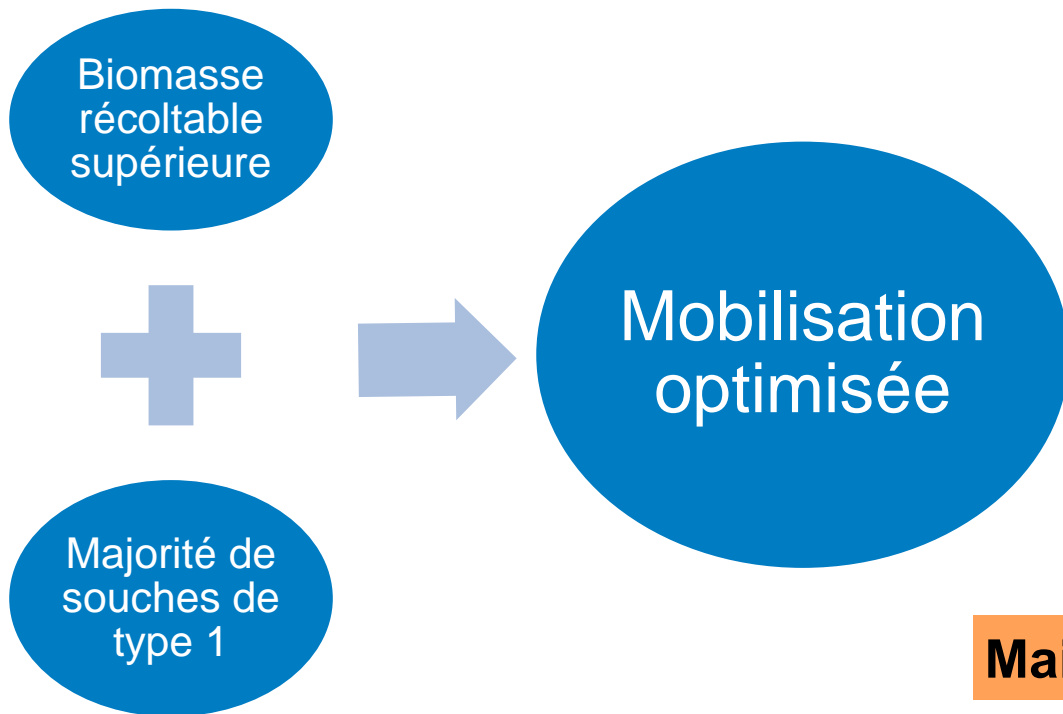 Biomasse
récoltable
supérieure
Majorité de
souches de
type 1
Mobilisation
optimisée